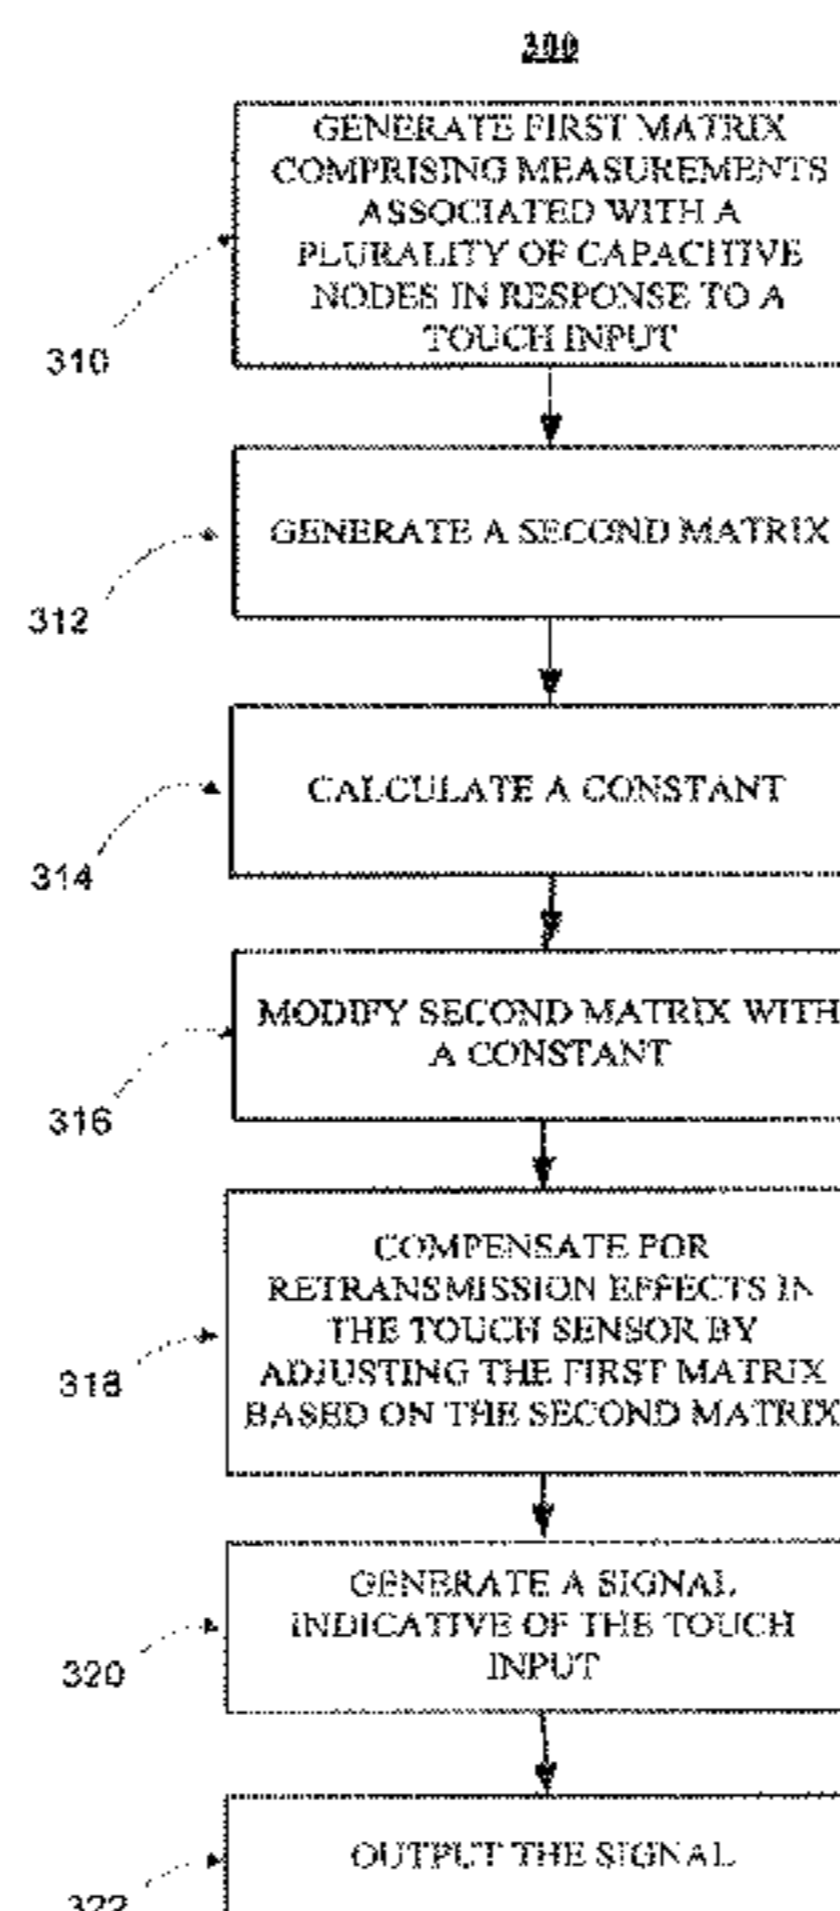 300
GENERATE FIRST MATRIX
COMPRISING MEASUREMENTS
ASSOCIATED WITH A
PLURALITY OF CAPACITIVE
NODES IN RESPONSE TO A
TOUCH INPUT
310
GENERATE A SECOND MATRIX
312
CALCULATE A CONSTANT
314
MODIFY SECOND MATRIX WITH
A CONSTANT
316
COMPENSATE FOR
RETRANSMISSION EFFECTS IN
THE TOUCH SENSOR BY
ADJUSTING THE FIRST MATRIX
BASED ON THE SECOND MATRIX
318
GENERATE A SIGNAL
INDICATIVE OF THE TOUCH
INPUT
320
OUTPUT THE SIGNAL
322